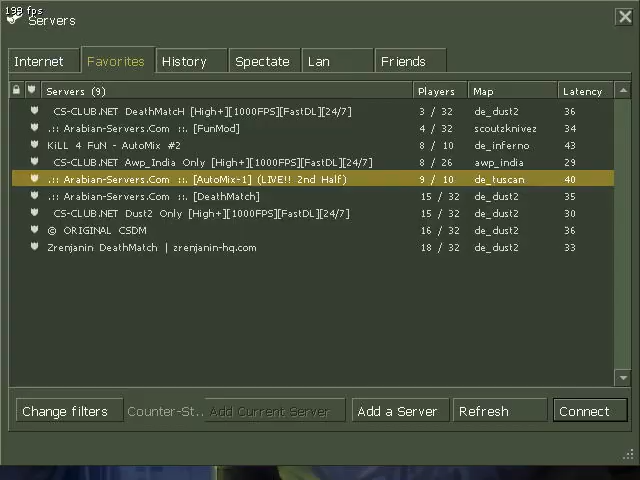 199 fps
Servers
Internet Favorites History Spectate Lan Friends
Servers (9) Players Map Latency
CS-CLUB.NET DeathMatcH [High+][1000FPS][FastDL][24/7] 3 / 32 de_dust2 36
.:: Arabian-Servers.Com ::. [FunMod] 4 / 32 scoutzknivez 34
KiLL 4 FuN - AutoMix #2 8 / 10 de_inferno 43
CS-CLUB.NET Awp_India Only [High+][1000FPS][FastDL][24/7] 8 / 26 awp_india 29
.:: Arabian-Servers.Com ::. [AutoMix-1] (LIVE!! 2nd Half) 9 / 10 de_tuscan 40
.:: Arabian-Servers.Com ::. [DeathMatch] 15 / 32 de_dust2 35
CS-CLUB.NET Dust2 Only [High+][1000FPS][FastDL][24/7] 15 / 32 de_dust2 30
© ORIGINAL CSDM 16 / 32 de_dust2 36
Zrenjanin DeathMatch | zrenjanin-hq.com 18 / 32 de_dust2 33
Change filters Counter-St.. Add Current Server Add a Server Refresh Connect